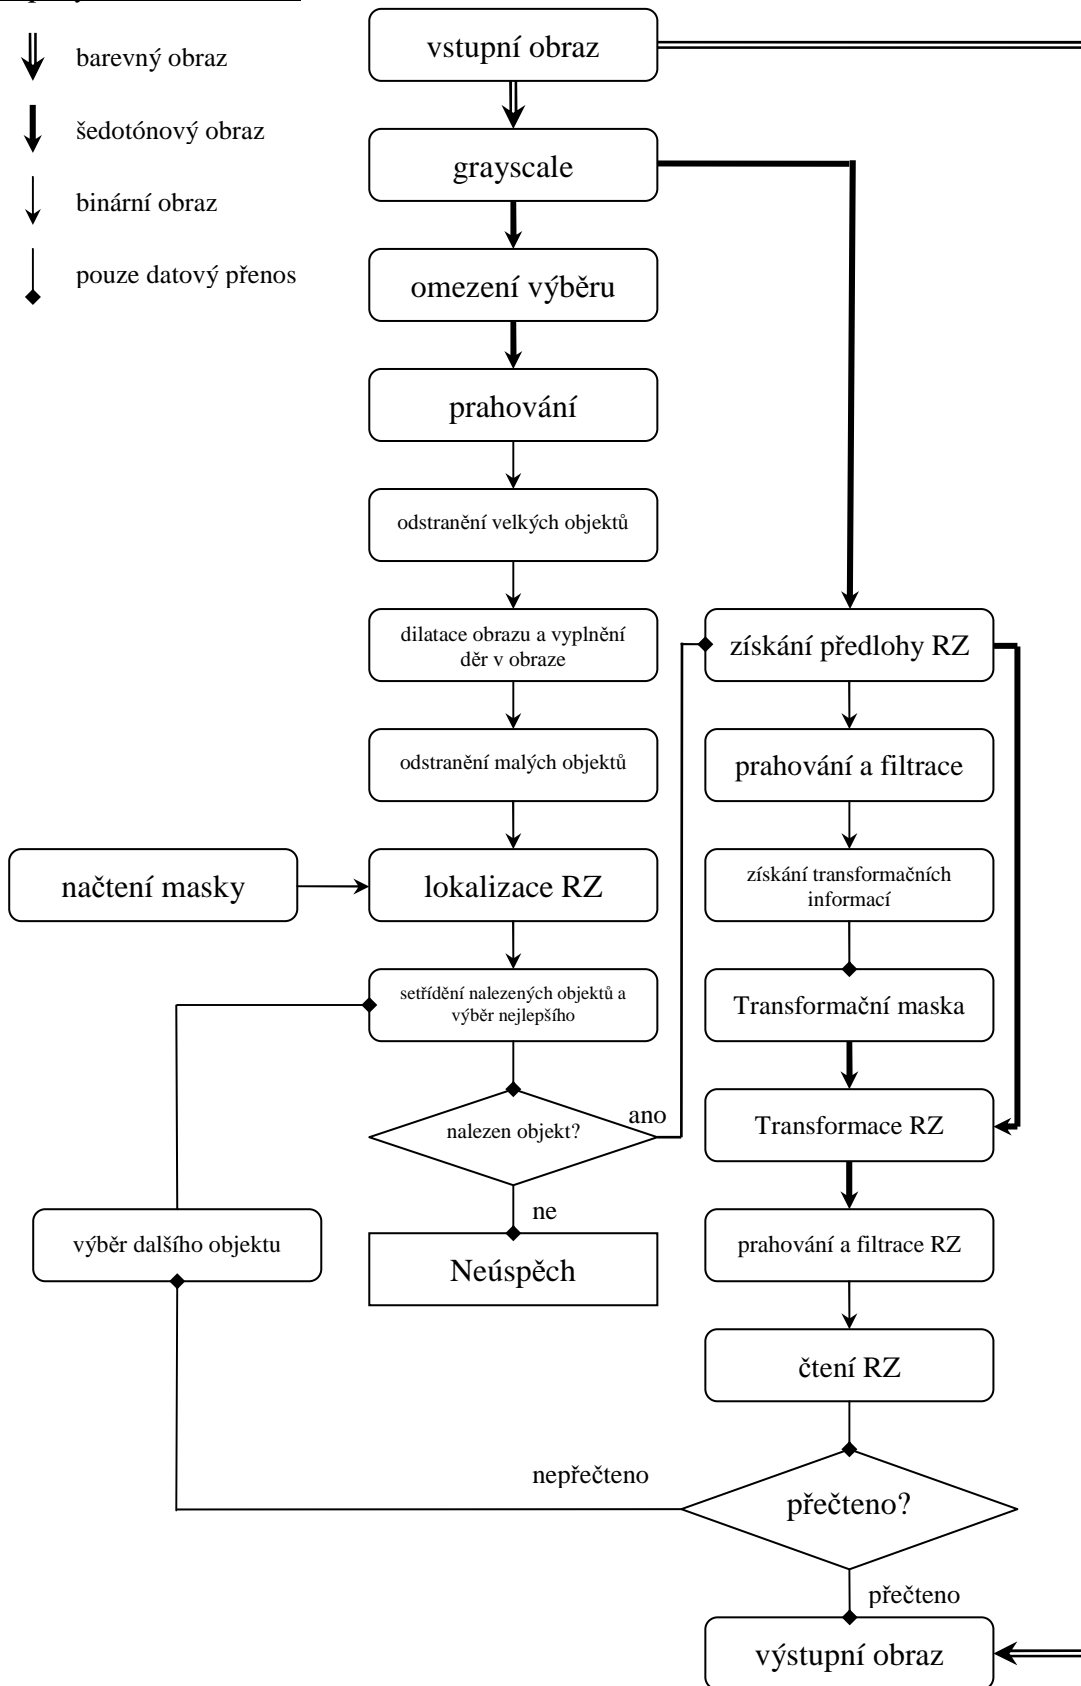 barevný obraz
šedotónový obraz
binární obraz
pouze datový přenos
vstupní obraz
grayscale
omezení výběru
prahování
odstranění velkých objektů
dilatace obrazu a vyplnění
děr v obraze
odstranění malých objektů
načtení masky
lokalizace RZ
setřídění nalezených objektů a
výběr nejlepšího
nalezen objekt?
ano
ne
Neúspěch
výběr dalšího objektu
získání předlohy RZ
prahování a filtrace
získání transformačních
informací
Transformační maska
Transformace RZ
prahování a filtrace RZ
čtení RZ
nepřečteno
přečteno?
přečteno
výstupní obraz